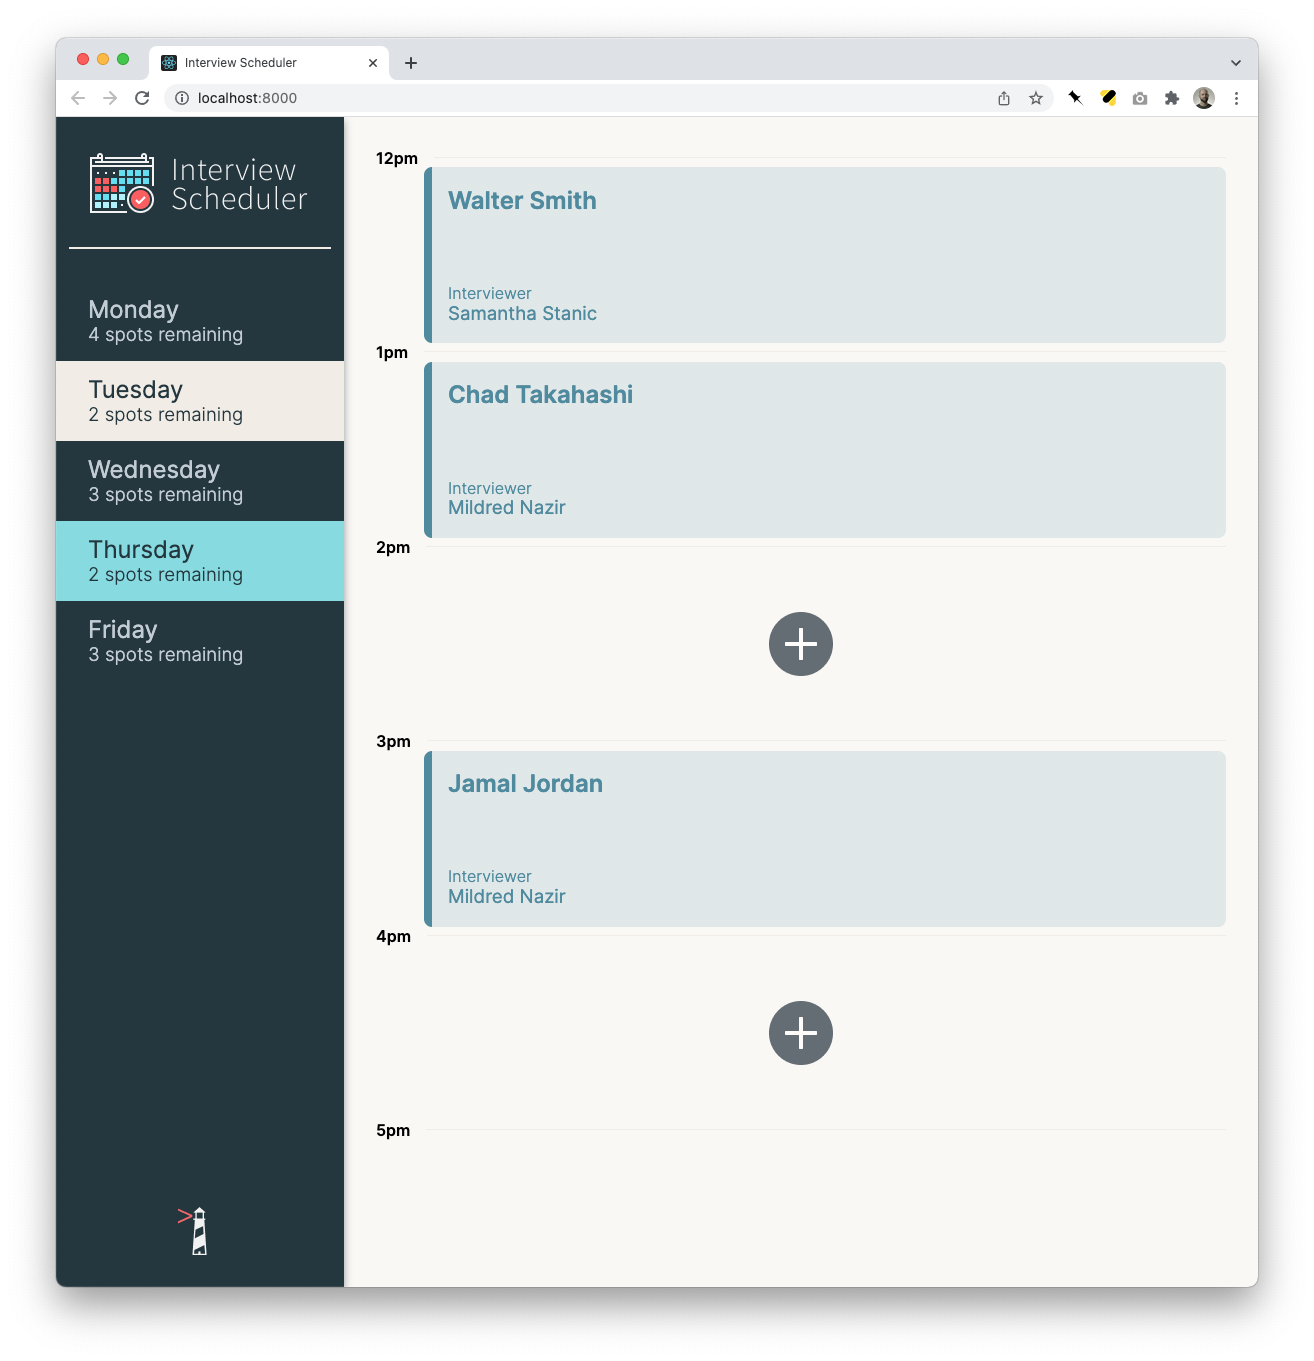 Interview Scheduler
localhost:8000
Interview
Scheduler
Monday
4 spots remaining
Tuesday
2 spots remaining
Wednesday
3 spots remaining
Thursday
2 spots remaining
Friday
3 spots remaining
12pm
Walter Smith
Interviewer
Samantha Stanic
1pm
Chad Takahashi
Interviewer
Mildred Nazir
2pm
3pm
Jamal Jordan
Interviewer
Mildred Nazir
4pm
5pm